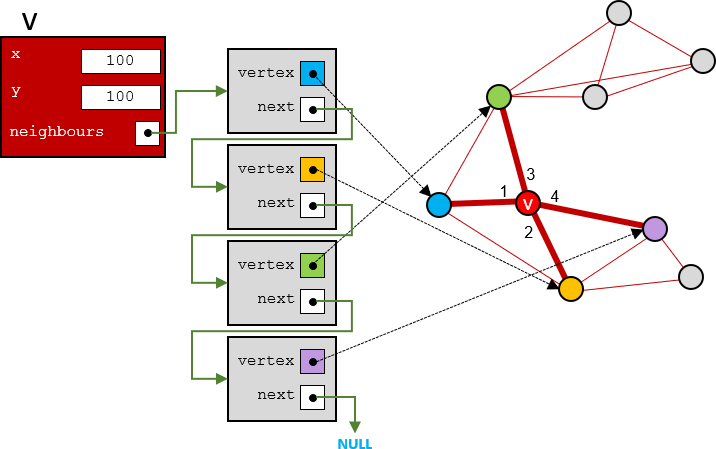 V
x 100
y 100
neighbours
vertex
next
vertex
next
vertex
next
vertex
next
NULL
3
1
V
4
2